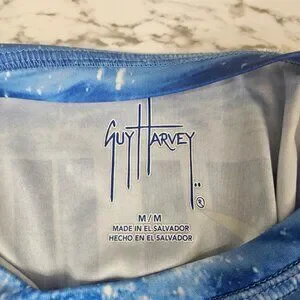 GUY HARVEY
®
M / M
MADE IN EL SALVADOR
HECHO EN EL SALVADOR